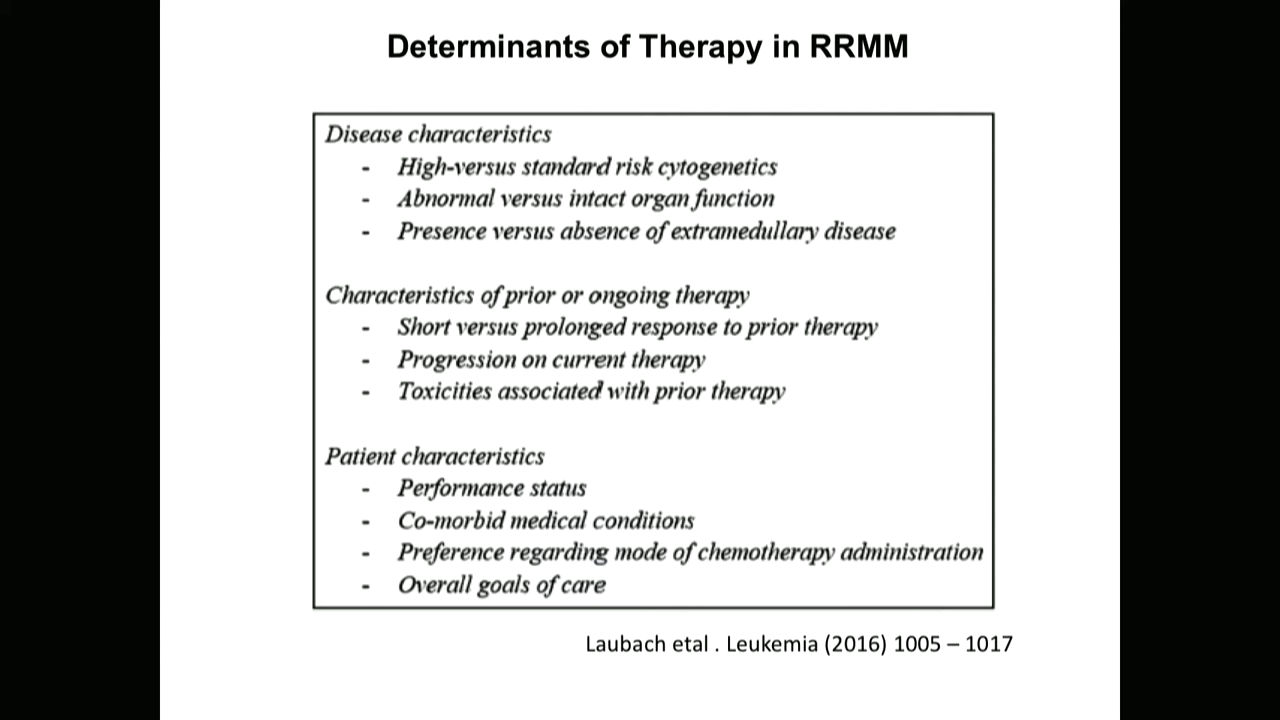 Determinants of Therapy in RRMM
Disease characteristics
- High-versus standard risk cytogenetics
- Abnormal versus intact organ function
- Presence versus absence of extramedullary disease
Characteristics of prior or ongoing therapy
- Short versus prolonged response to prior therapy
- Progression on current therapy
- Toxicities associated with prior therapy
Patient characteristics
- Performance status
- Co-morbid medical conditions
- Preference regarding mode of chemotherapy administration
- Overall goals of care
Laubach etal . Leukemia (2016) 1005 – 1017